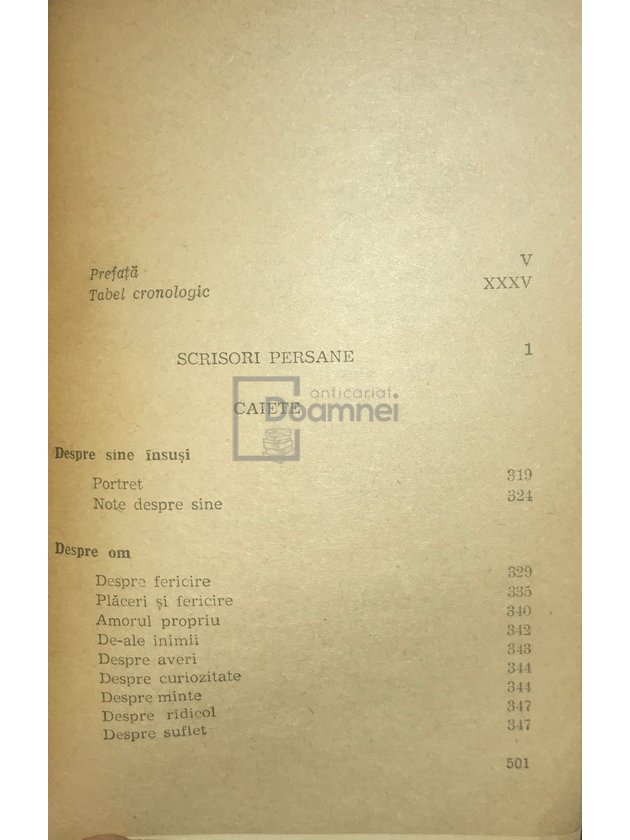 Prefață V
Tabel cronologic XXXV
SCRISORI PERSANE 1
anticariat
CAIETE
Doamnei
Despre sine însuși
Portret 319
Note despre sine 324
Despre om
Despre fericire 329
Plăceri și fericire 335
Amorul propriu 340
De-ale inimii 342
Despre averi 343
Despre curiozitate 344
Despre minte 344
Despre ridicol 347
Despre suflet 347
501